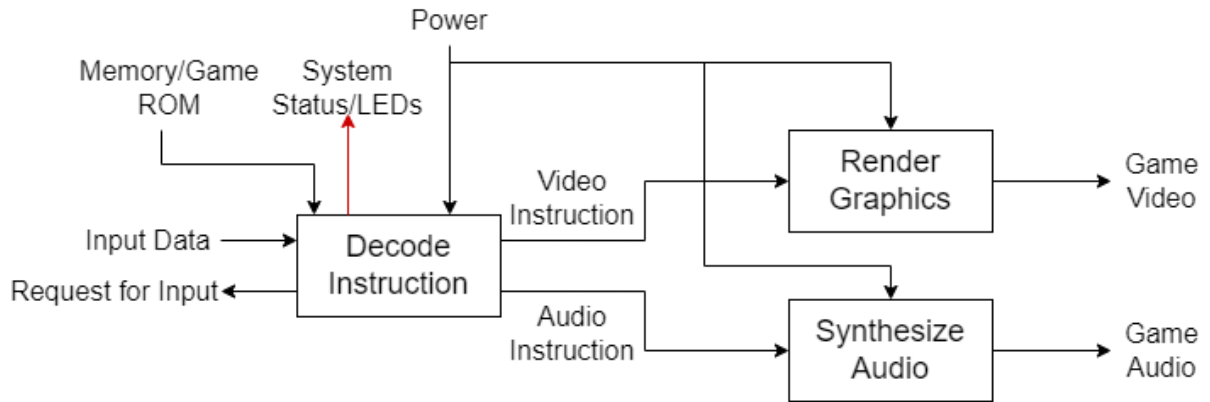 Power
Memory/Game
ROM
System
Status/LEDs
Render
Graphics
Game
Video
Video
Instruction
Input Data
Decode
Instruction
Request for Input
Audio
Instruction
Synthesize
Audio
Game
Audio